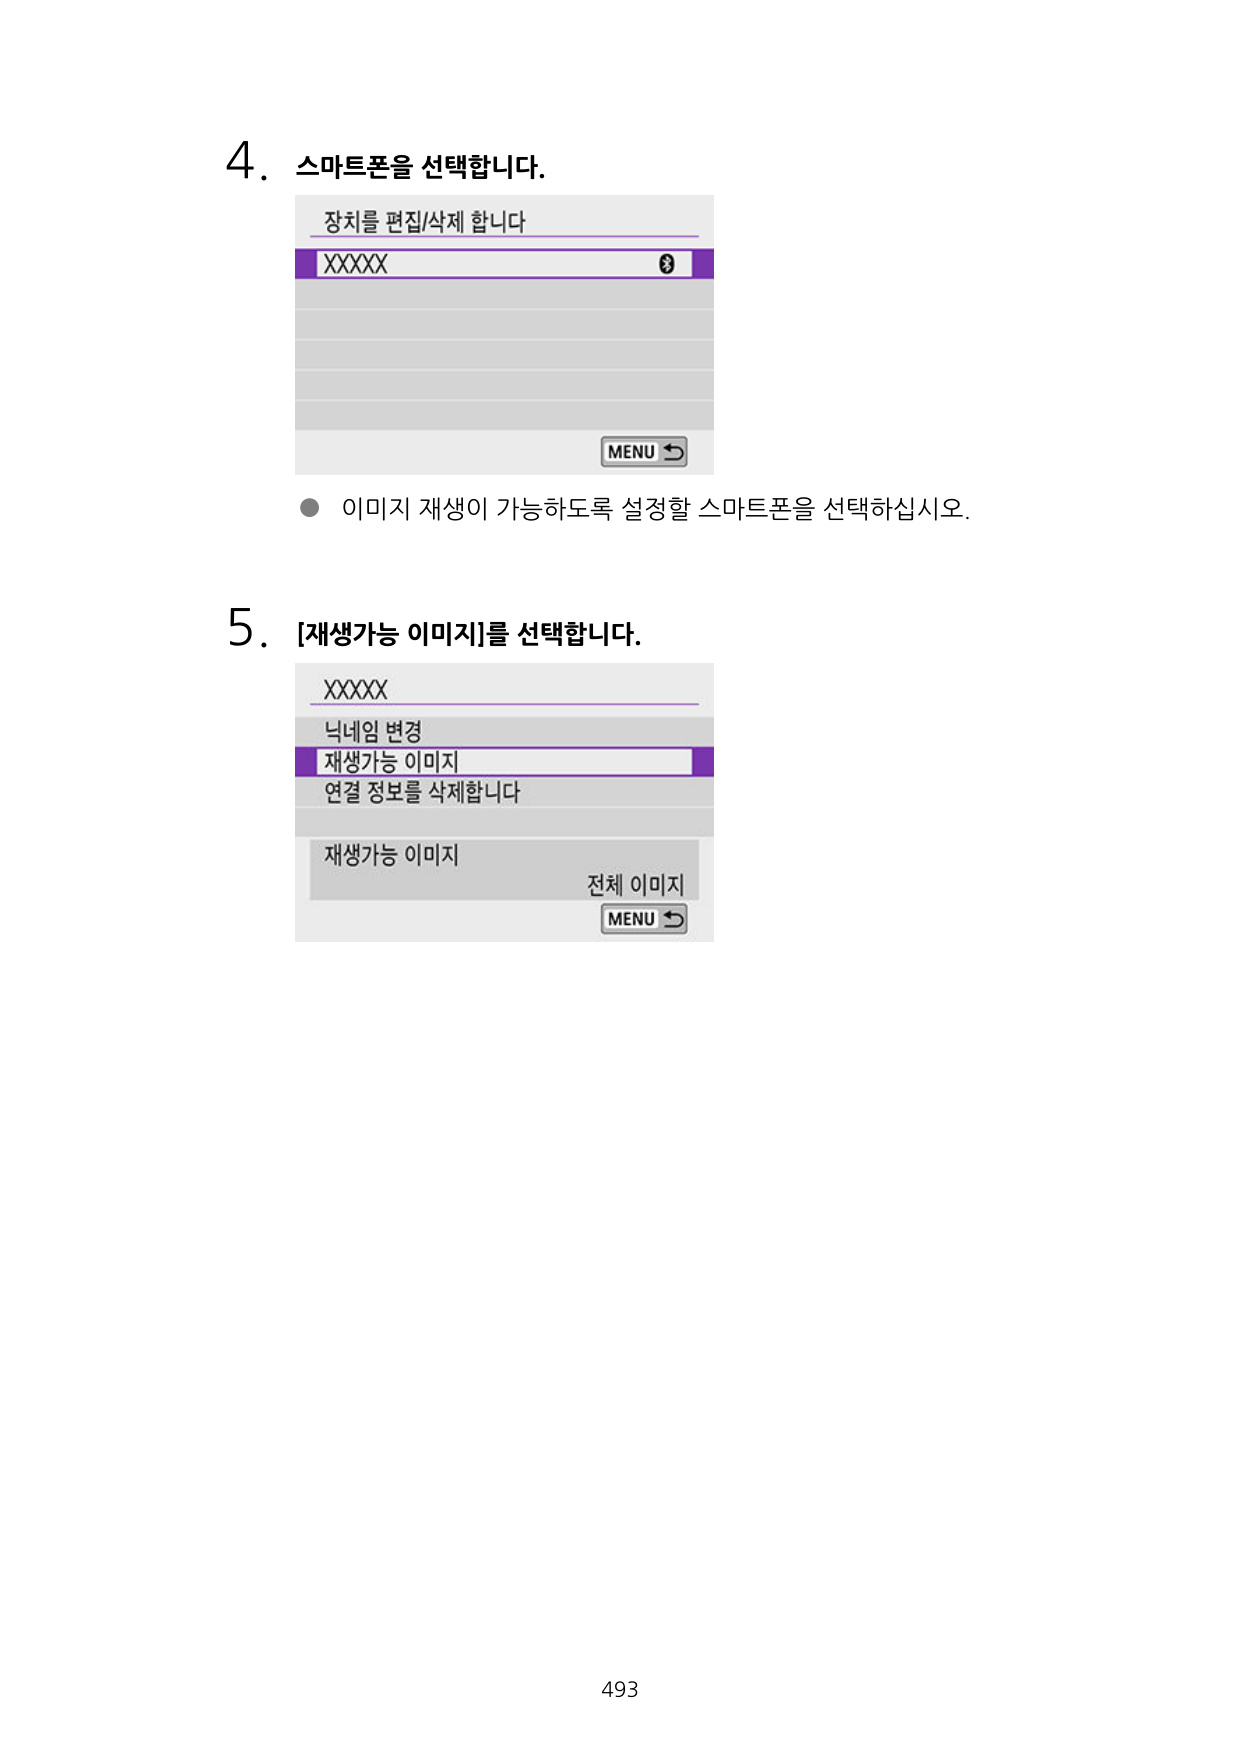 4. 스마트폰을 선택합니다.
장치를 편집/삭제 합니다
XXXXX
MENU
● 이미지 재생이 가능하도록 설정할 스마트폰을 선택하십시오.
5. [재생가능 이미지]를 선택합니다.
XXXXX
닉네임 변경
재생가능 이미지
연결 정보를 삭제합니다
재생가능 이미지
전체 이미지
MENU
493